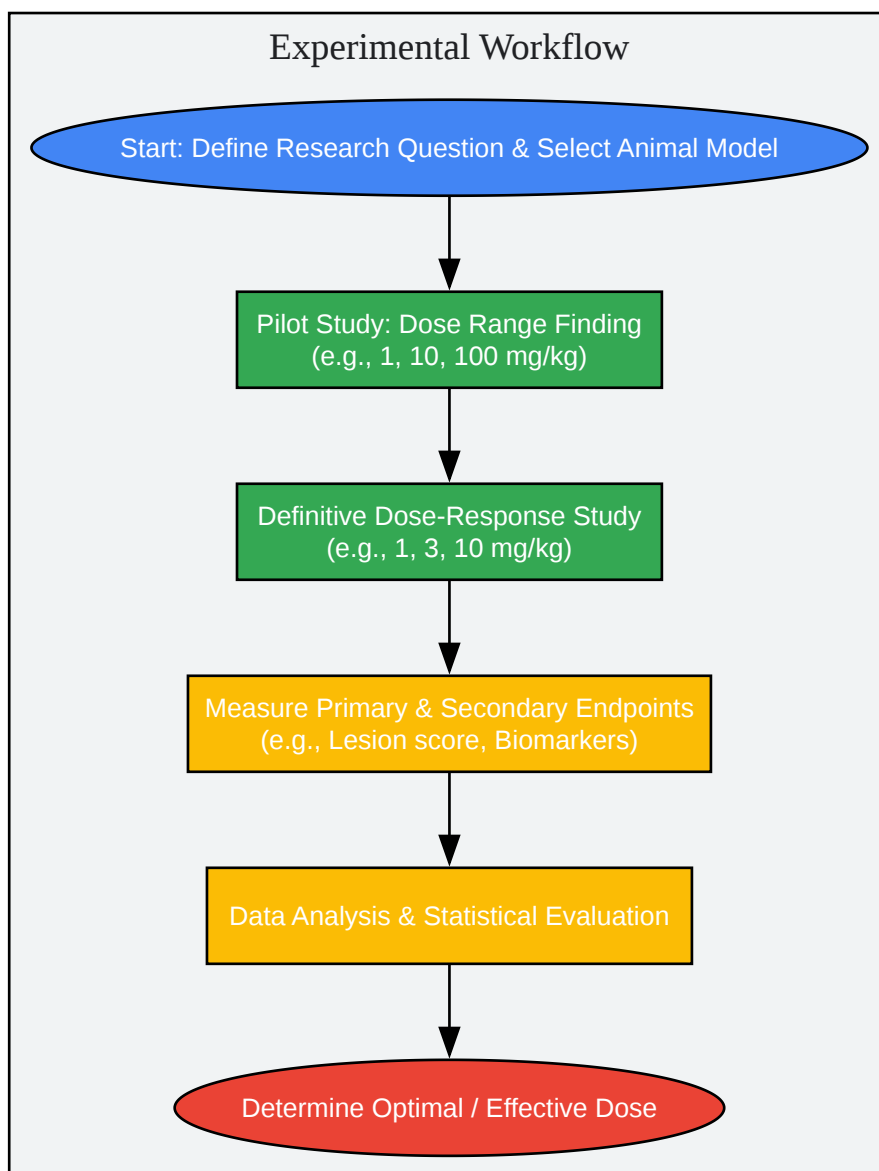 Experimental Workflow
Start: Define Research Question & Select Animal Model
Pilot Study: Dose Range Finding
(e.g., 1, 10, 100 mg/kg)
Definitive Dose-Response Study
(e.g., 1, 3, 10 mg/kg)
Measure Primary & Secondary Endpoints
(e.g., Lesion score, Biomarkers)
Data Analysis & Statistical Evaluation
Determine Optimal / Effective Dose